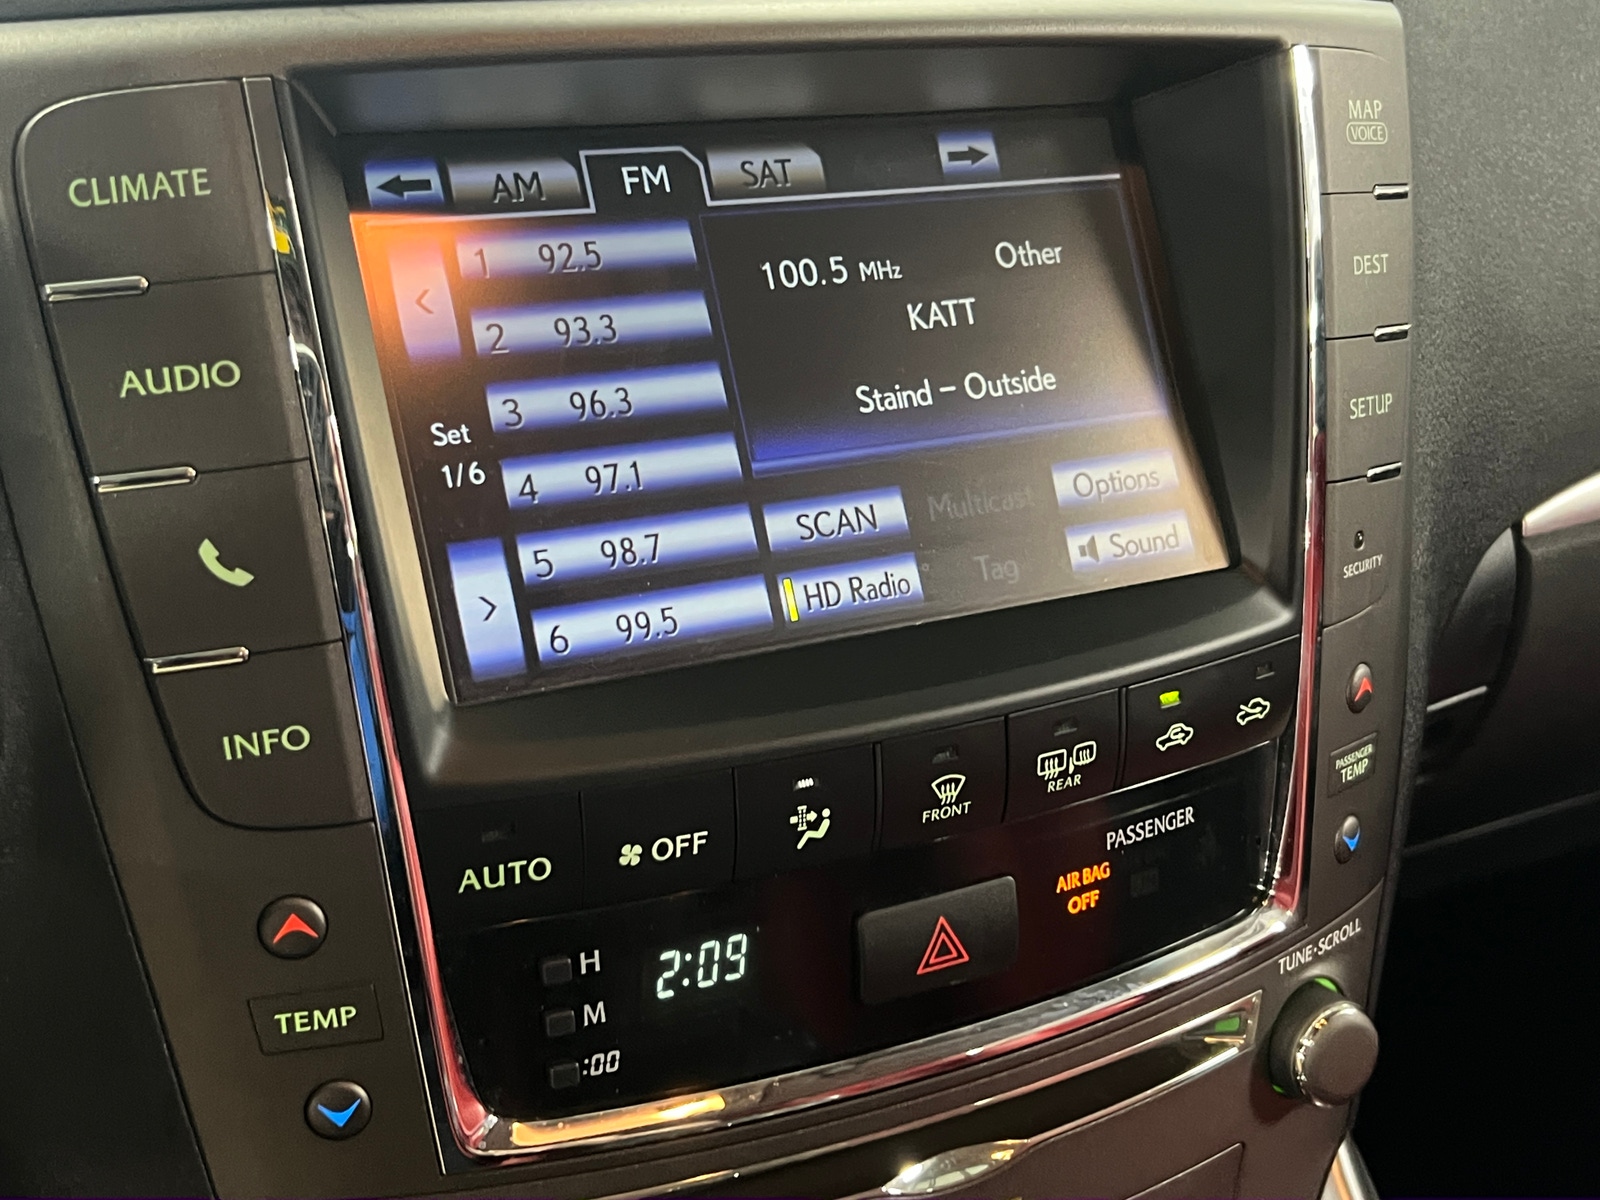 CLIMATE
AUDIO
INFO
TEMP
AM
FM
SAT
<
1 92.5
2 93.3
3 96.3
4 97.1
5 98.7
6 99.5
Set
1/6
>
100.5 MHz
Other
KATT
Staind - Outside
SCAN
Multicast
Options
HD Radio
Tag
Sound
MAP
VOICE
DEST
SETUP
SECURITY
PASSENGER
TEMP
AUTO
OFF
FRONT
REAR
PASSENGER
AIR BAG
OFF
H
M
:00
2:09
TUNE·SCROLL